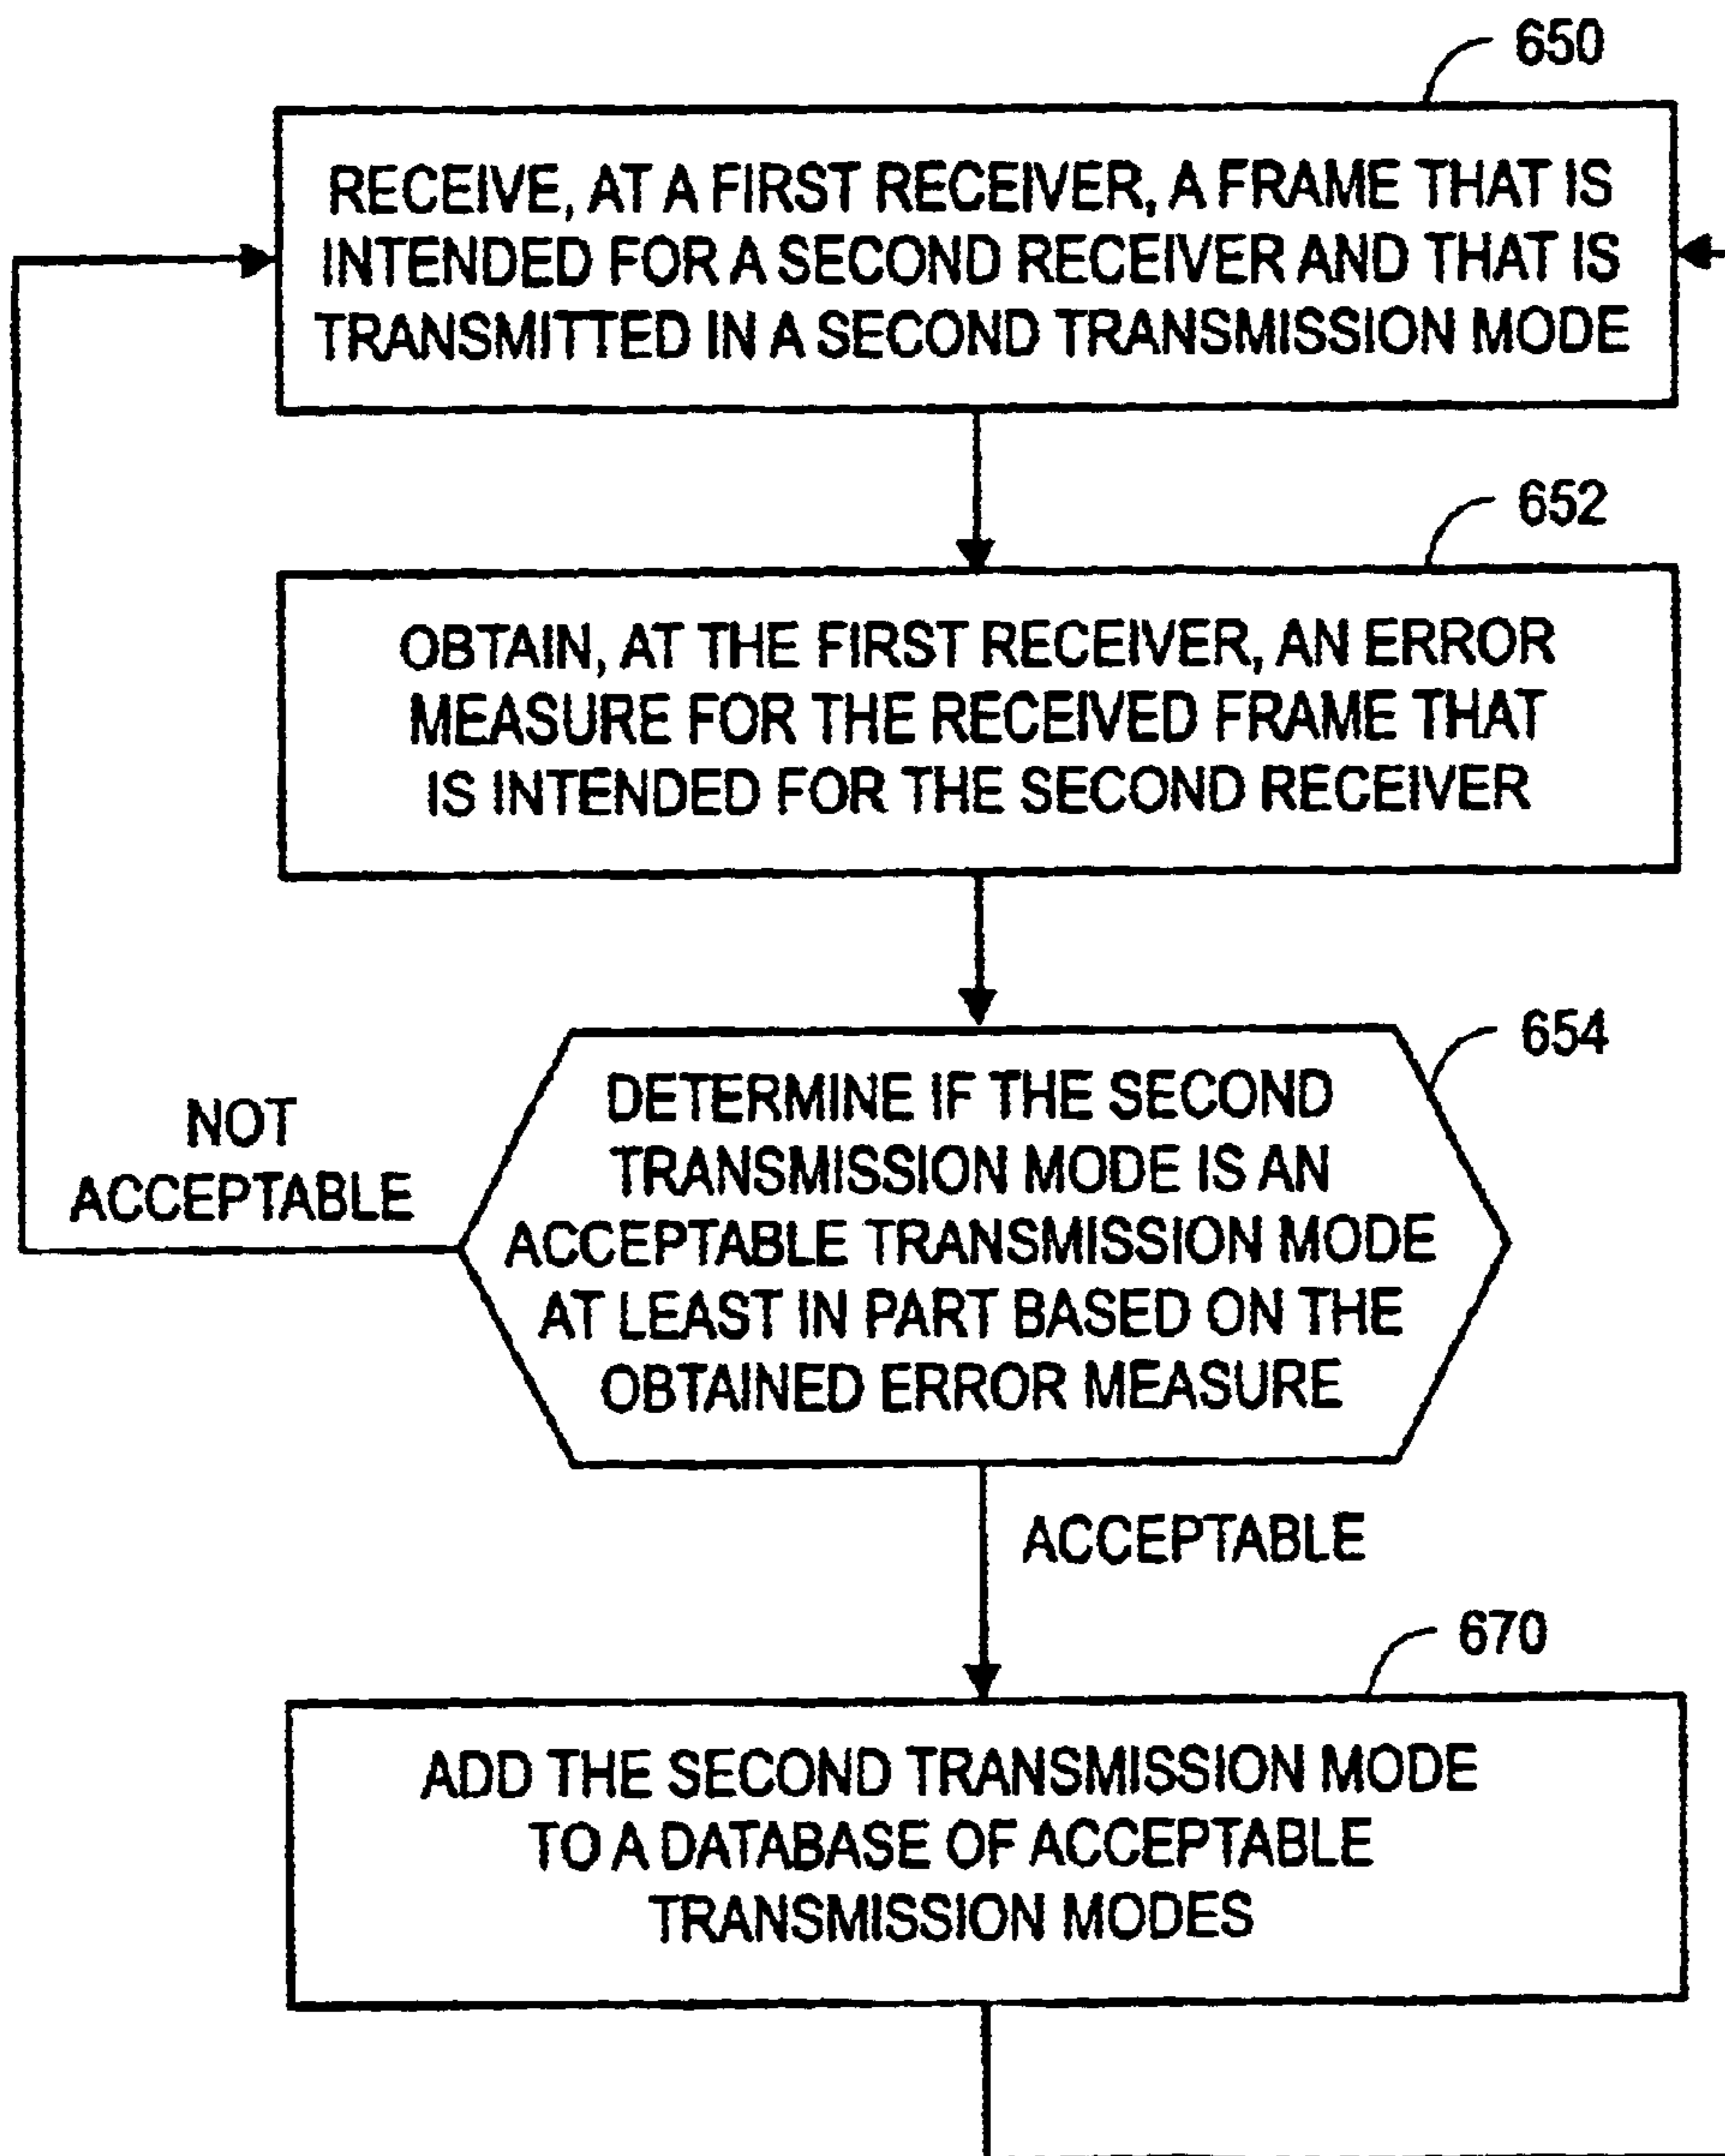 650
RECEIVE, AT A FIRST RECEIVER, A FRAME THAT IS
INTENDED FOR A SECOND RECEIVER AND THAT IS
TRANSMITTED IN A SECOND TRANSMISSION MODE
652
OBTAIN, AT THE FIRST RECEIVER, AN ERROR
MEASURE FOR THE RECEIVED FRAME THAT
IS INTENDED FOR THE SECOND RECEIVER
654
DETERMINE IF THE SECOND
TRANSMISSION MODE IS AN
ACCEPTABLE TRANSMISSION MODE
AT LEAST IN PART BASED ON THE
OBTAINED ERROR MEASURE
NOT
ACCEPTABLE
ACCEPTABLE
670
ADD THE SECOND TRANSMISSION MODE
TO A DATABASE OF ACCEPTABLE
TRANSMISSION MODES